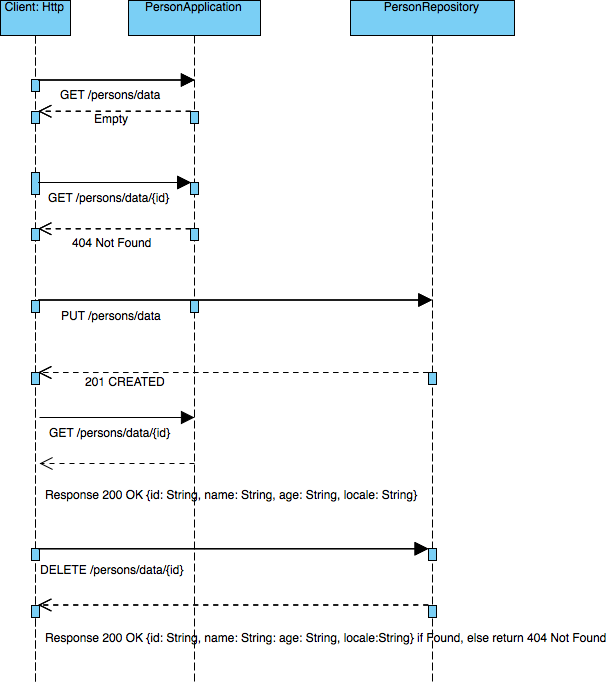 Client: Http
PersonApplication
PersonRepository
GET /persons/data
Empty
GET /persons/data/{id}
404 Not Found
PUT /persons/data
201 CREATED
GET /persons/data/{id}
Response 200 OK {id: String, name: String, age: String, locale: String}
DELETE /persons/data/{id}
Response 200 OK {id: String, name: String: age: String, locale:String} if Found, else return 404 Not Found